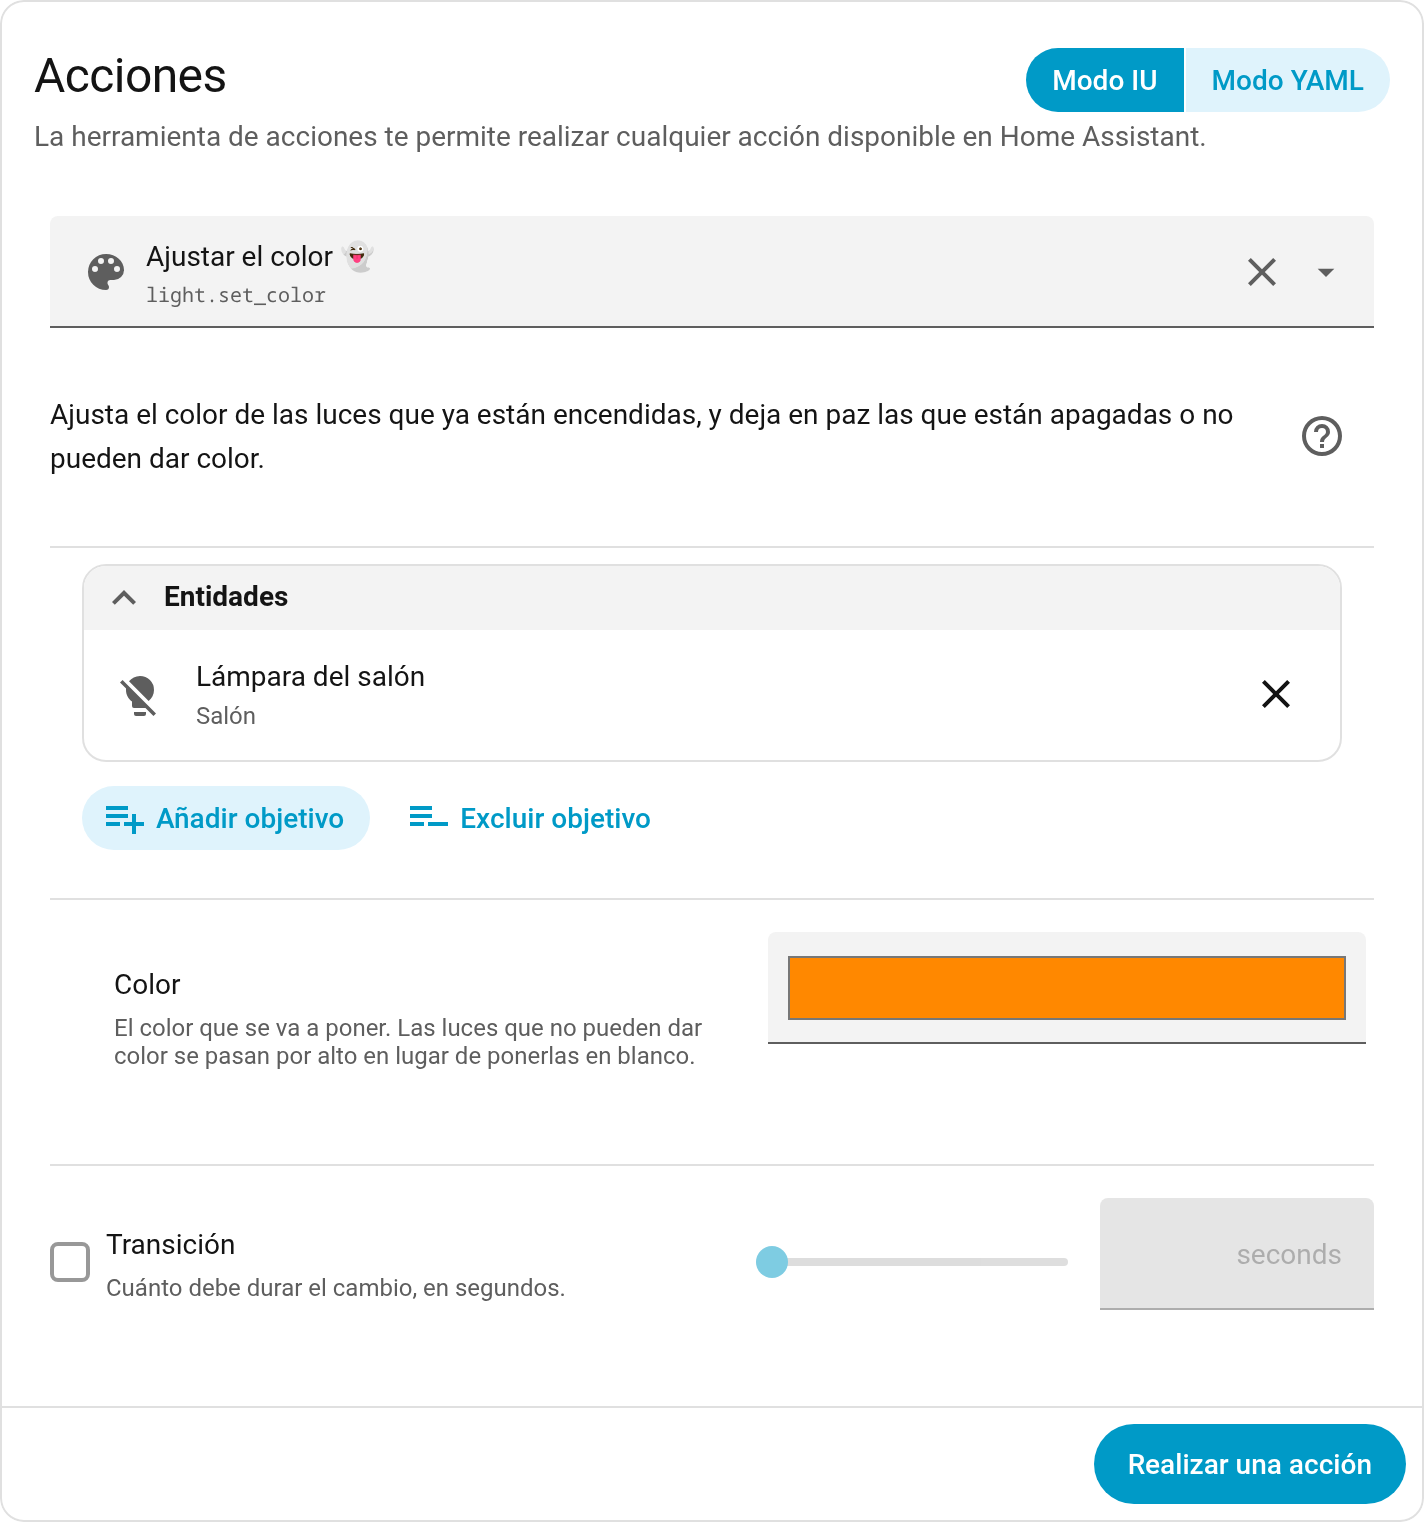 Acciones
Modo IU
Modo YAML
La herramienta de acciones te permite realizar cualquier acción disponible en Home Assistant.
Ajustar el color 👻
light.set_color
Ajusta el color de las luces que ya están encendidas, y deja en paz las que están apagadas o no
pueden dar color.
Entidades
Lámpara del salón
Salón
Añadir objetivo
Excluir objetivo
Color
El color que se va a poner. Las luces que no pueden dar
color se pasan por alto en lugar de ponerlas en blanco.
Transición
Cuánto debe durar el cambio, en segundos.
seconds
Realizar una acción